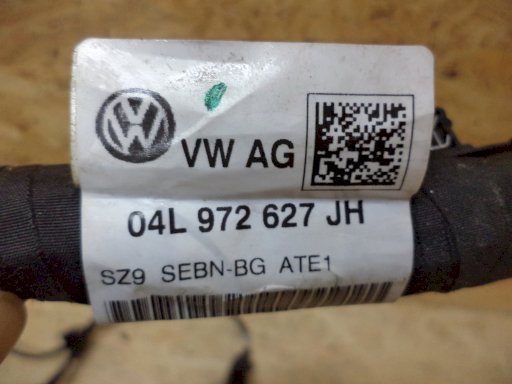 VW AG
04L 972 627 JH
SZ9 SEBN-BG ATE1